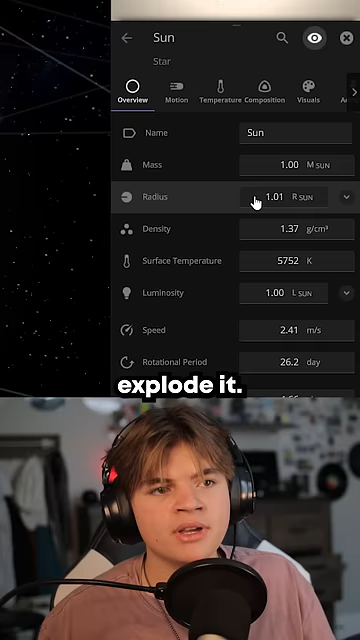 Sun
Star
Overview Motion Temperature Composition Visuals
Name Sun
Mass 1.00 M SUN
Radius 1.01 R SUN
Density 1.37 g/cm³
Surface Temperature 5752 K
Luminosity 1.00 L SUN
Speed 2.41 m/s
Rotational Period 26.2 day
explode it.